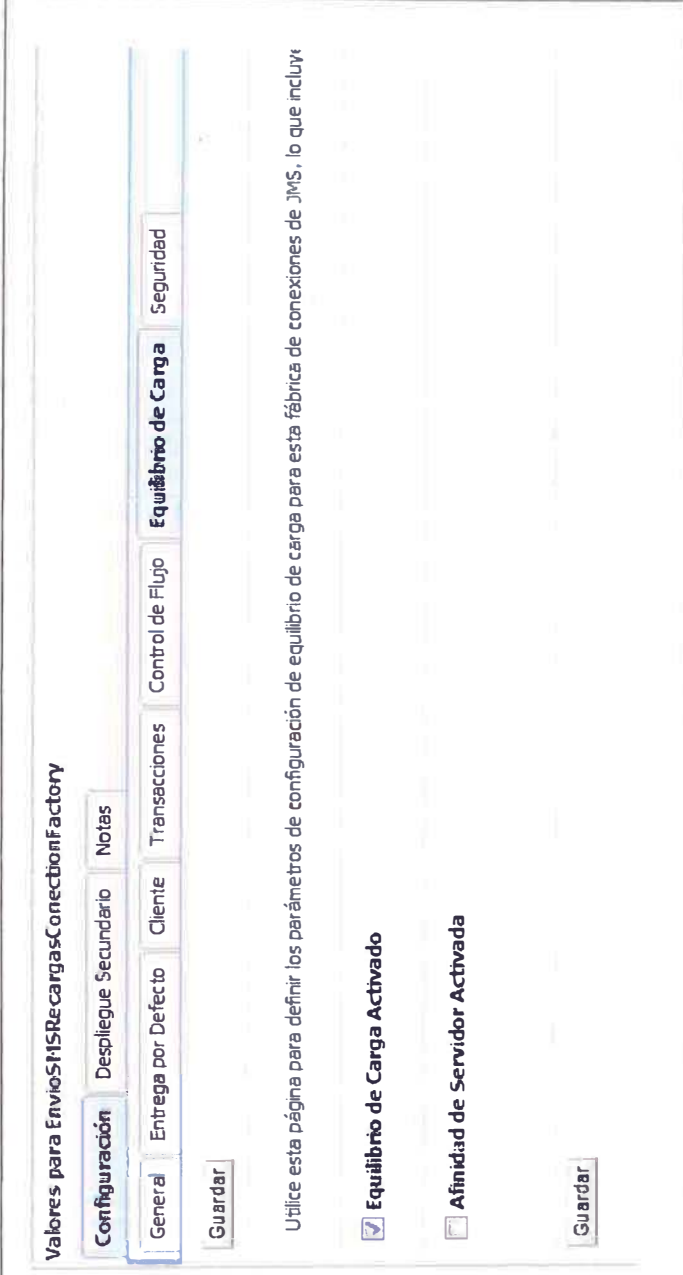 Valores para EnvioSMSRecargasConectionFactory
Configuración Despliegue Secundario Notas
General Entrega por Defecto Cliente Transacciones Control de Flujo Equilibrio de Carga Seguridad
Guardar
Utilice esta página para definir los parámetros de configuración de equilibrio de carga para esta fábrica de conexiones de JMS, lo que incluye
Equilibrio de Carga Activado
Afinidad de Servidor Activada
Guardar